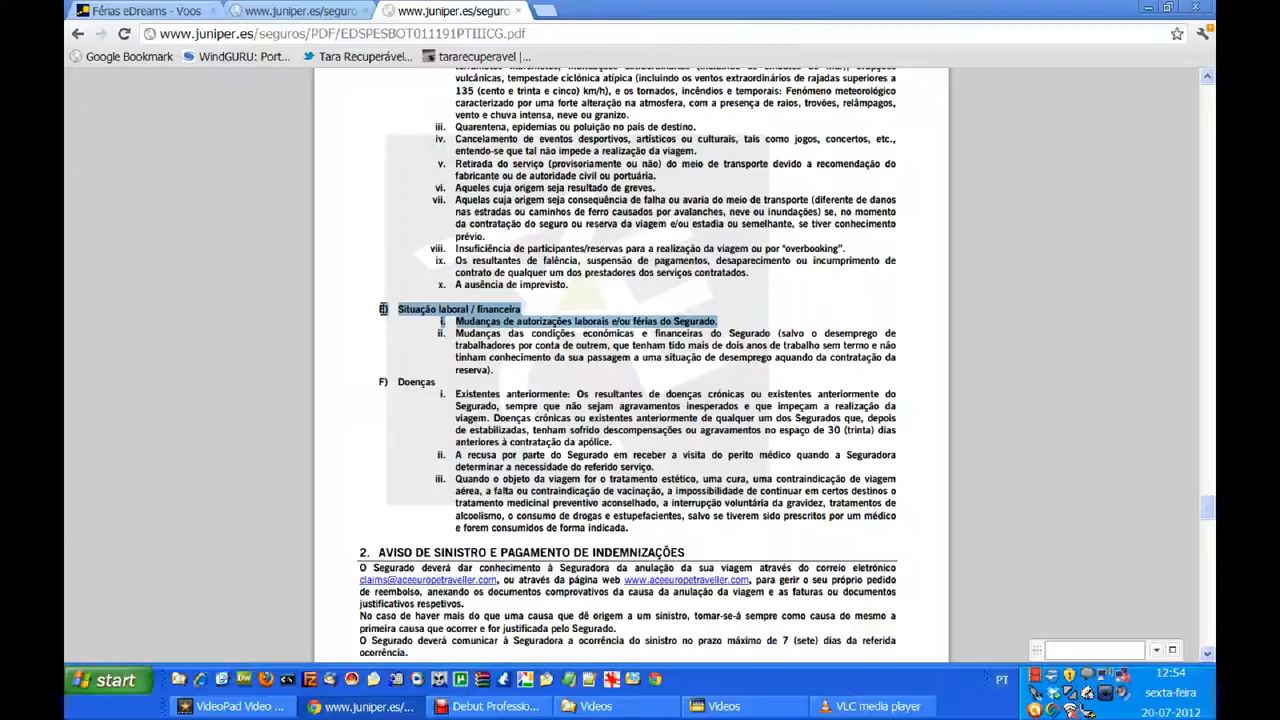 Férias eDreams - Voos
www.juniper.es/seguro
www.juniper.es/seguro
www.juniper.es/seguros/PDF/EDSPESBOT011191PTIIICG.pdf
Google Bookmark
WindGURU: Port...
Tara Recuperável...
tararecuperavel |...
vulcânicas, tempestade ciclónica atípica (incluindo os ventos extraordinários de rajadas superiores a
135 (cento e trinta e cinco) km/h), e os tornados, incêndios e temporais: Fenómeno meteorológico
caracterizado por uma forte alteração na atmosfera, com a presença de raios, trovões, relâmpagos,
vento e chuva intensa, neve ou granizo.
iii. Quarentena, epidemias ou poluição no país de destino.
iv. Cancelamento de eventos desportivos, artísticos ou culturais, tais como jogos, concertos, etc.,
entendo-se que tal não impede a realização da viagem.
v. Retirada do serviço (provisoriamente ou não) do meio de transporte devido a recomendação do
fabricante ou de autoridade civil ou portuária.
vi. Aqueles cuja origem seja resultado de greves.
vii. Aquelas cuja origem seja consequência de falha ou avaria do meio de transporte (diferente de danos
nas estradas ou caminhos de ferro causados por avalanches, neve ou inundações) se, no momento
da contratação do seguro ou reserva da viagem e/ou estadia ou semelhante, se tiver conhecimento
prévio.
viii. Insuficiência de participantes/reservas para a realização da viagem ou por “overbooking”.
ix. Os resultantes de falência, suspensão de pagamentos, desaparecimento ou incumprimento de
contrato de qualquer um dos prestadores dos serviços contratados.
x. A ausência de imprevisto.
E) Situação laboral / financeira
i. Mudanças de autorizações laborais e/ou férias do Segurado.
ii. Mudanças das condições económicas e financeiras do Segurado (salvo o desemprego de
trabalhadores por conta de outrem, que tenham tido mais de dois anos de trabalho sem termo e não
tinham conhecimento da sua passagem a uma situação de desemprego aquando da contratação da
reserva).
F) Doenças
i. Existentes anteriormente: Os resultantes de doenças crónicas ou existentes anteriormente do
Segurado, sempre que não sejam agravamentos inesperados e que impeçam a realização da
viagem. Doenças crónicas ou existentes anteriormente de qualquer um dos Segurados que, depois
de estabilizadas, tenham sofrido descompensações ou agravamentos no espaço de 30 (trinta) dias
anteriores à contratação da apólice.
ii. A recusa por parte do Segurado em receber a visita do perito médico quando a Seguradora
determinar a necessidade do referido serviço.
iii. Quando o objeto da viagem for o tratamento estético, uma cura, uma contraindicação de viagem
aérea, a falta ou contraindicação de vacinação, a impossibilidade de continuar em certos destinos o
tratamento medicinal preventivo aconselhado, a interrupção voluntária da gravidez, tratamentos de
alcoolismo, o consumo de drogas e estupefacientes, salvo se tiverem sido prescritos por um médico
e forem consumidos de forma indicada.
2. AVISO DE SINISTRO E PAGAMENTO DE INDEMNIZAÇÕES
O Segurado deverá dar conhecimento à Seguradora da anulação da sua viagem através do correio eletrónico
claims@aceeuropetraveller.com, ou através da página web www.aceeuropetraveller.com, para gerir o seu próprio pedido
de reembolso, anexando os documentos comprovativos da causa da anulação da viagem e as faturas ou documentos
justificativos respetivos.
No caso de haver mais do que uma causa que dê origem a um sinistro, tomar-se-á sempre como causa do mesmo a
primeira causa que ocorrer e for justificada pelo Segurado.
O Segurado deverá comunicar à Seguradora a ocorrência do sinistro no prazo máximo de 7 (sete) dias da referida
ocorrência.
start
PT
12:54
sexta-feira
20-07-2012
VideoPad Video ...
www.juniper.es/...
Debut Professio...
Videos
Videos
VLC media player